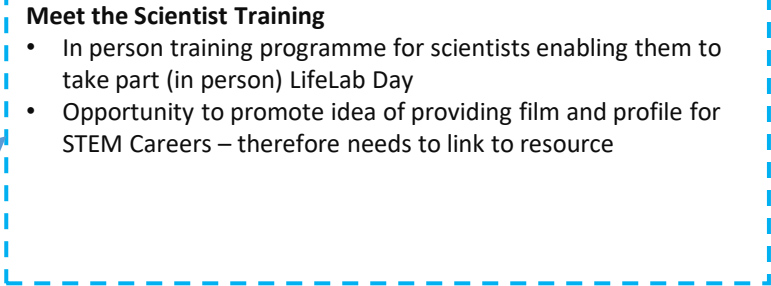 Meet the Scientist Training
• In person training programme for scientists enabling them to
take part (in person) LifeLab Day
• Opportunity to promote idea of providing film and profile for
STEM Careers – therefore needs to link to resource